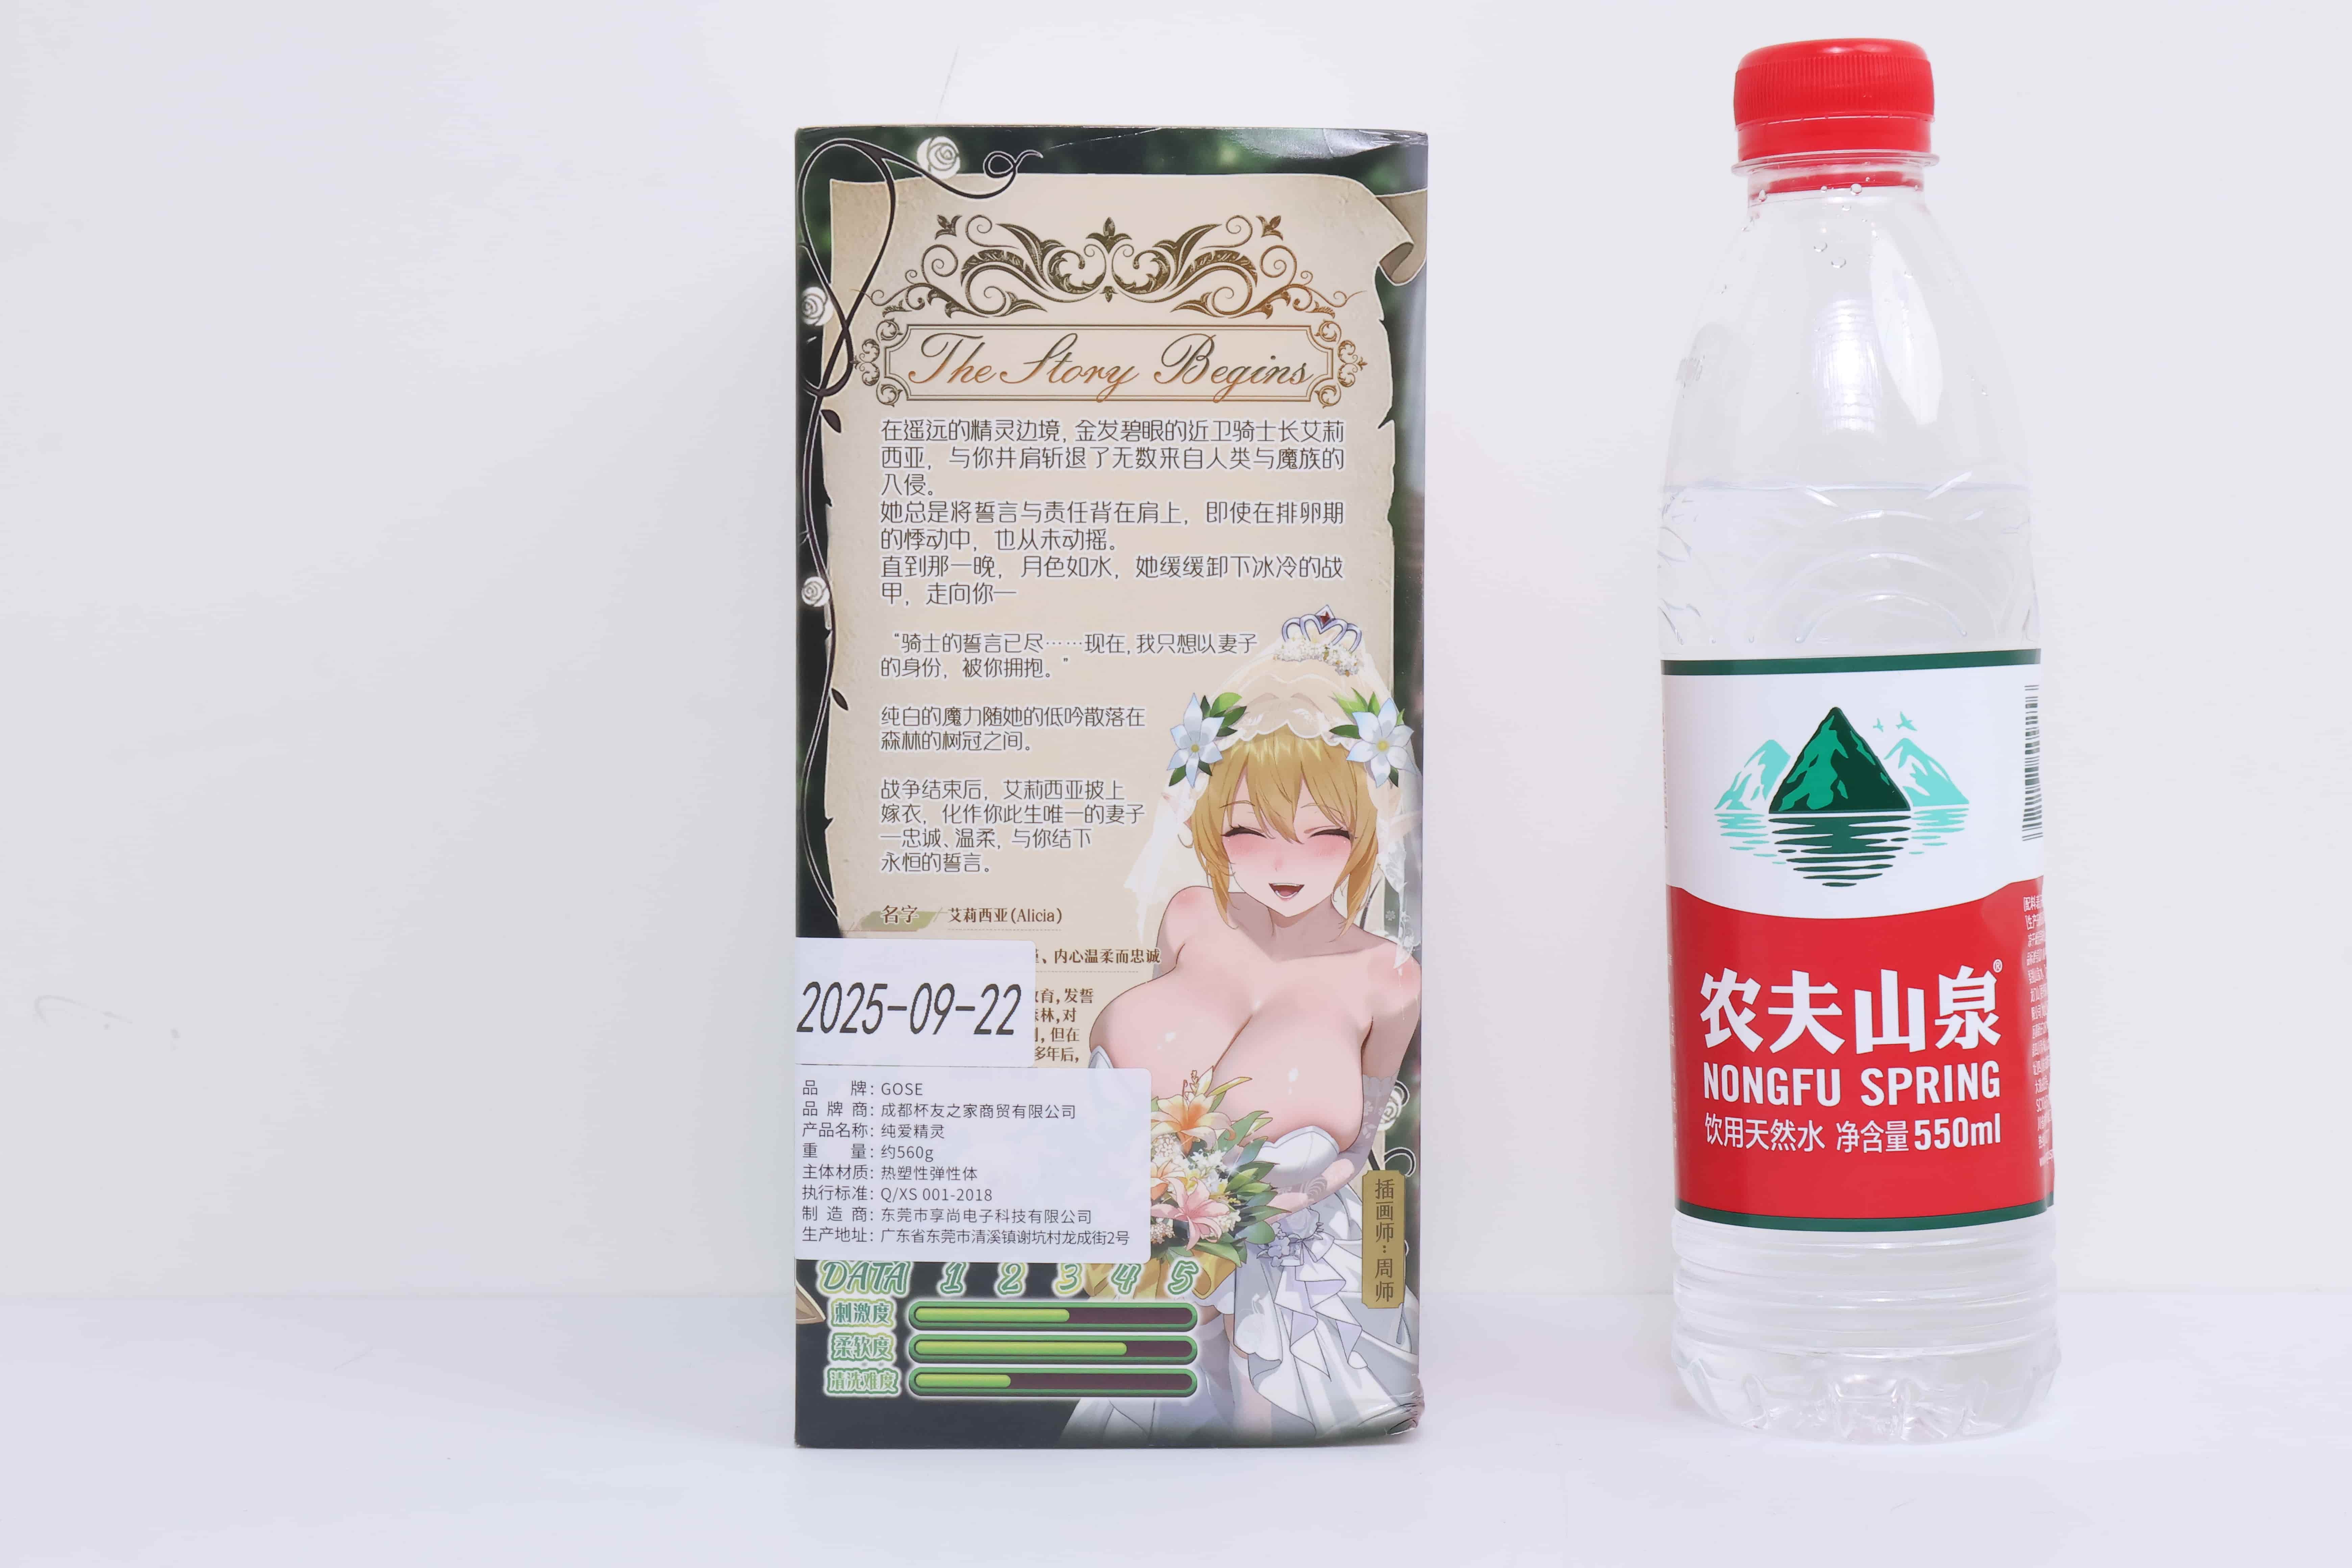 The Story Begins
在遥远的精灵边境,金发碧眼的近卫骑士长艾莉
西亚，与你并肩斩退了无数来自人类与魔族的
入侵。
她总是将誓言与责任背在肩上，即使在排卵期
的悸动中，也从未动摇。
直到那一晚，月色如水，她缓缓卸下冰冷的战
甲，走向你—
“骑士的誓言已尽……现在,我只想以妻子
的身份，被你拥抱。”
纯白的魔力随她的低吟散落在
森林的树冠之间。
战争结束后，艾莉西亚披上
嫁衣，化作你此生唯一的妻子
—忠诚、温柔，与你结下
永恒的誓言。
名字 艾莉西亚(Alicia)
、内心温柔而忠诚
育,发誓
林,对
,但在
多年后,
2025-09-22
品牌: GOSE
品牌商: 成都杯友之家商贸有限公司
产品名称: 纯爱精灵
重量: 约560g
主体材质: 热塑性弹性体
执行标准: Q/XS 001-2018
制造商: 东莞市享尚电子科技有限公司
生产地址: 广东省东莞市清溪镇谢坑村龙成街2号
插画师：周师
DATA 1 2 3 4 5
刺激度
柔软度
清洗难度
农夫山泉®
NONGFU SPRING
饮用天然水 净含量550ml